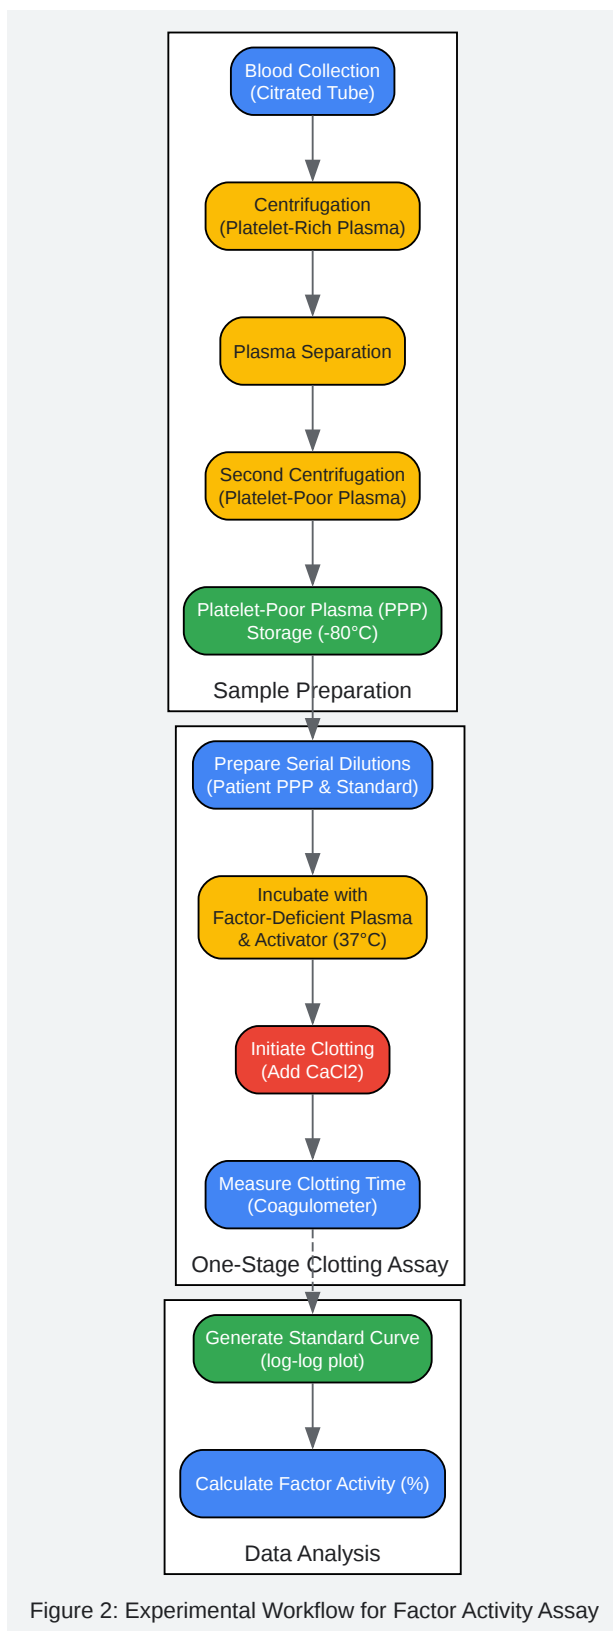 Blood Collection
(Citrated Tube)
Centrifugation
(Platelet-Rich Plasma)
Plasma Separation
Second Centrifugation
(Platelet-Poor Plasma)
Platelet-Poor Plasma (PPP)
Storage (-80°C)
Sample Preparation
Prepare Serial Dilutions
(Patient PPP & Standard)
Incubate with
Factor-Deficient Plasma
& Activator (37°C)
Initiate Clotting
(Add CaCl2)
Measure Clotting Time
(Coagulometer)
One-Stage Clotting Assay
Generate Standard Curve
(log-log plot)
Calculate Factor Activity (%)
Data Analysis
Figure 2: Experimental Workflow for Factor Activity Assay